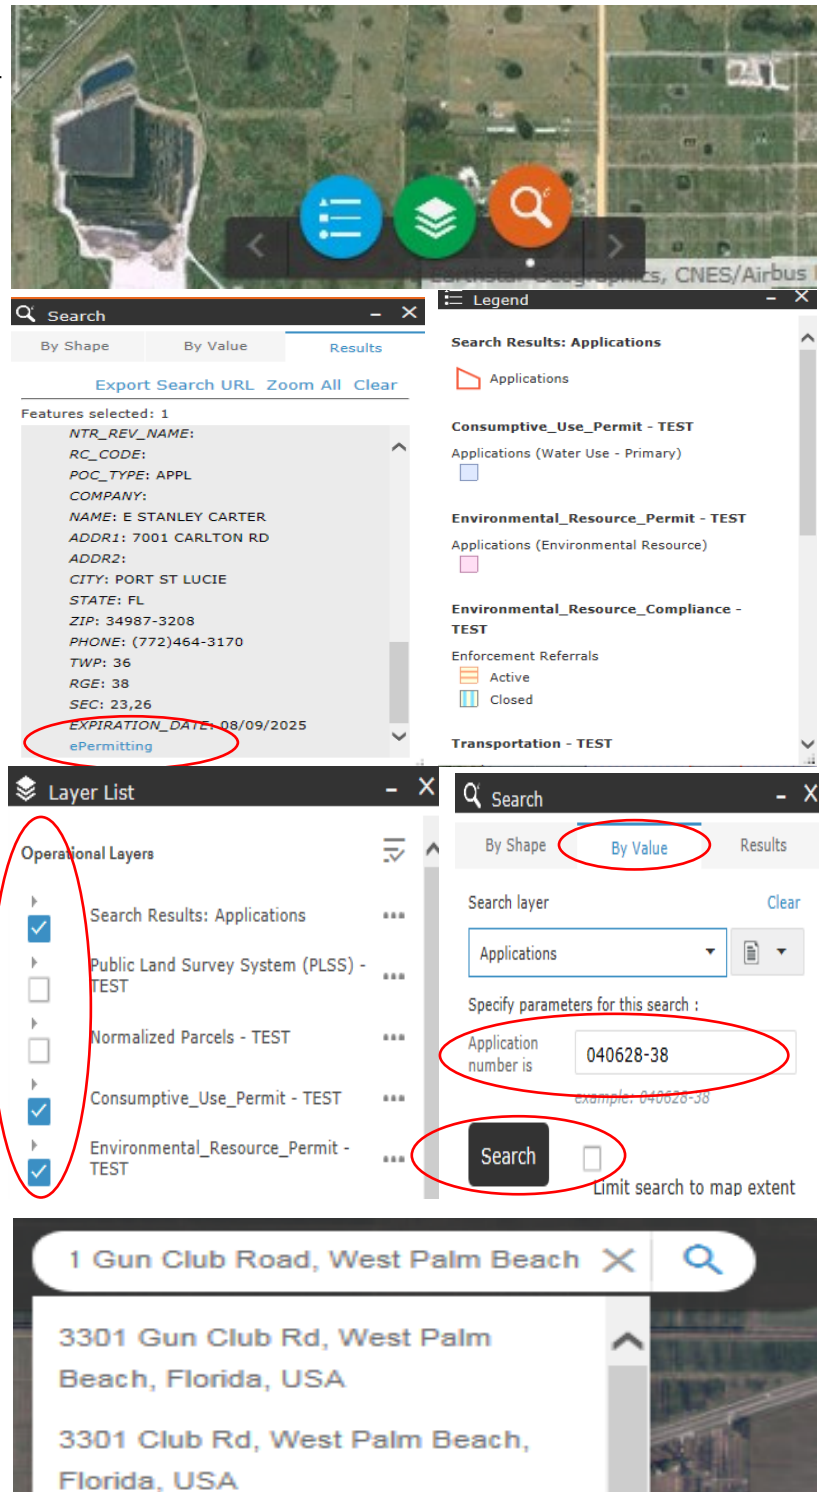 Earthstar Geographics, CNES/Airbus
Search
By Shape By Value Results
Export Search URL Zoom All Clear
Features selected: 1
NTR_REV_NAME:
RC_CODE:
POC_TYPE: APPL
COMPANY:
NAME: E STANLEY CARTER
ADDR1: 7001 CARLTON RD
ADDR2:
CITY: PORT ST LUCIE
STATE: FL
ZIP: 34987-3208
PHONE: (772)464-3170
TWP: 36
RGE: 38
SEC: 23,26
EXPIRATION_DATE: 08/09/2025
ePermitting
Legend
Search Results: Applications
Applications
Consumptive_Use_Permit - TEST
Applications (Water Use - Primary)
Environmental_Resource_Permit - TEST
Applications (Environmental Resource)
Environmental_Resource_Compliance -
TEST
Enforcement Referrals
Active
Closed
Transportation - TEST
Layer List
Operational Layers
Search Results: Applications
Public Land Survey System (PLSS) -
TEST
Normalized Parcels - TEST
Consumptive_Use_Permit - TEST
Environmental_Resource_Permit -
TEST
Search
By Shape By Value Results
Search layer Clear
Applications
Specify parameters for this search :
Application
number is
040628-38
example: 040628-38
Search
Limit search to map extent
1 Gun Club Road, West Palm Beach
3301 Gun Club Rd, West Palm
Beach, Florida, USA
3301 Club Rd, West Palm Beach,
Florida, USA